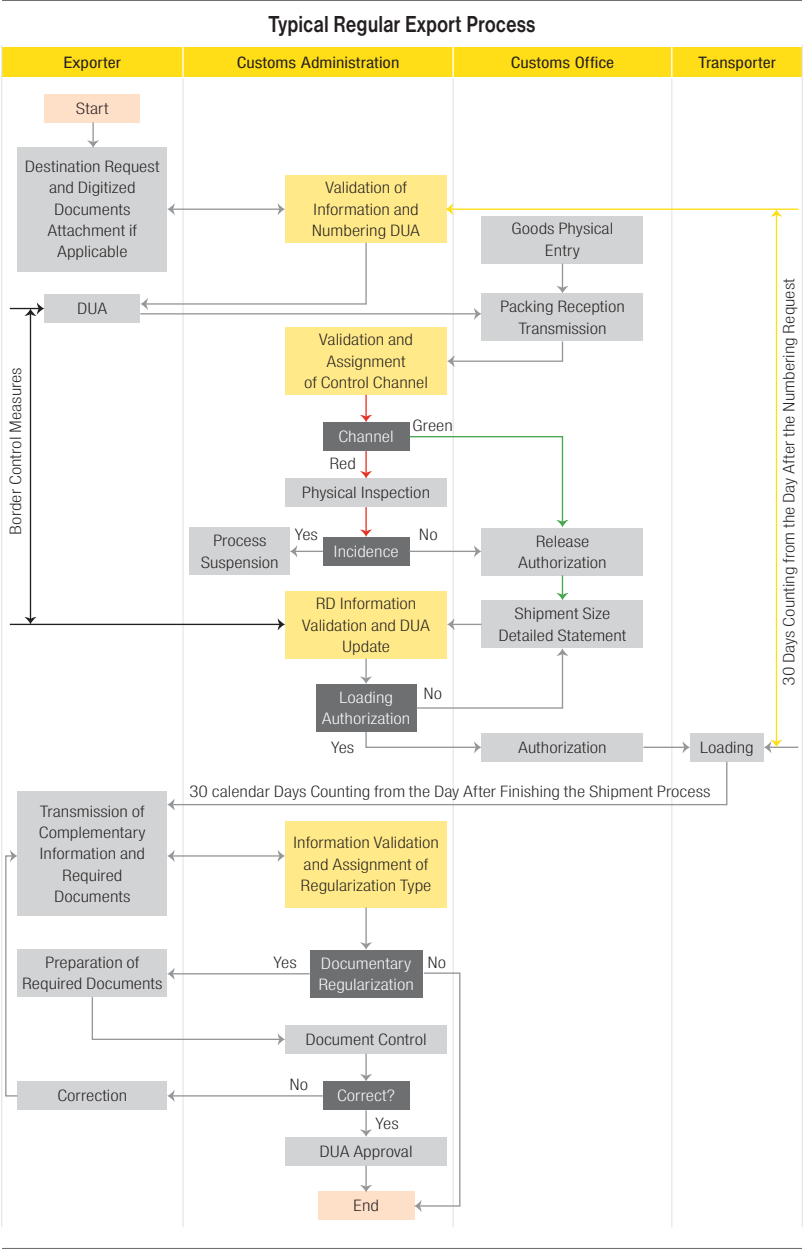 Typical Regular Export Process
Exporter
Customs Administration
Customs Office
Transporter
Start
Destination Request
and Digitized
Documents
Attachment if
Applicable
Validation of
Information and
Numbering DUA
Goods Physical
Entry
DUA
Packing Reception
Transmission
Validation and
Assignment
of Control Channel
Channel
Green
Red
Physical Inspection
Process
Suspension
Yes
Incidence
No
Release
Authorization
Border Control Measures
30 Days Counting from the Day After the Numbering Request
RD Information
Validation and DUA
Update
Shipment Size
Detailed Statement
Loading
Authorization
No
Yes
Authorization
Loading
30 calendar Days Counting from the Day After Finishing the Shipment Process
Transmission of
Complementary
Information and
Required
Documents
Information Validation
and Assignment of
Regularization Type
Preparation of
Required Documents
Yes
Documentary
Regularization
No
Document Control
Correction
No
Correct?
Yes
DUA Approval
End